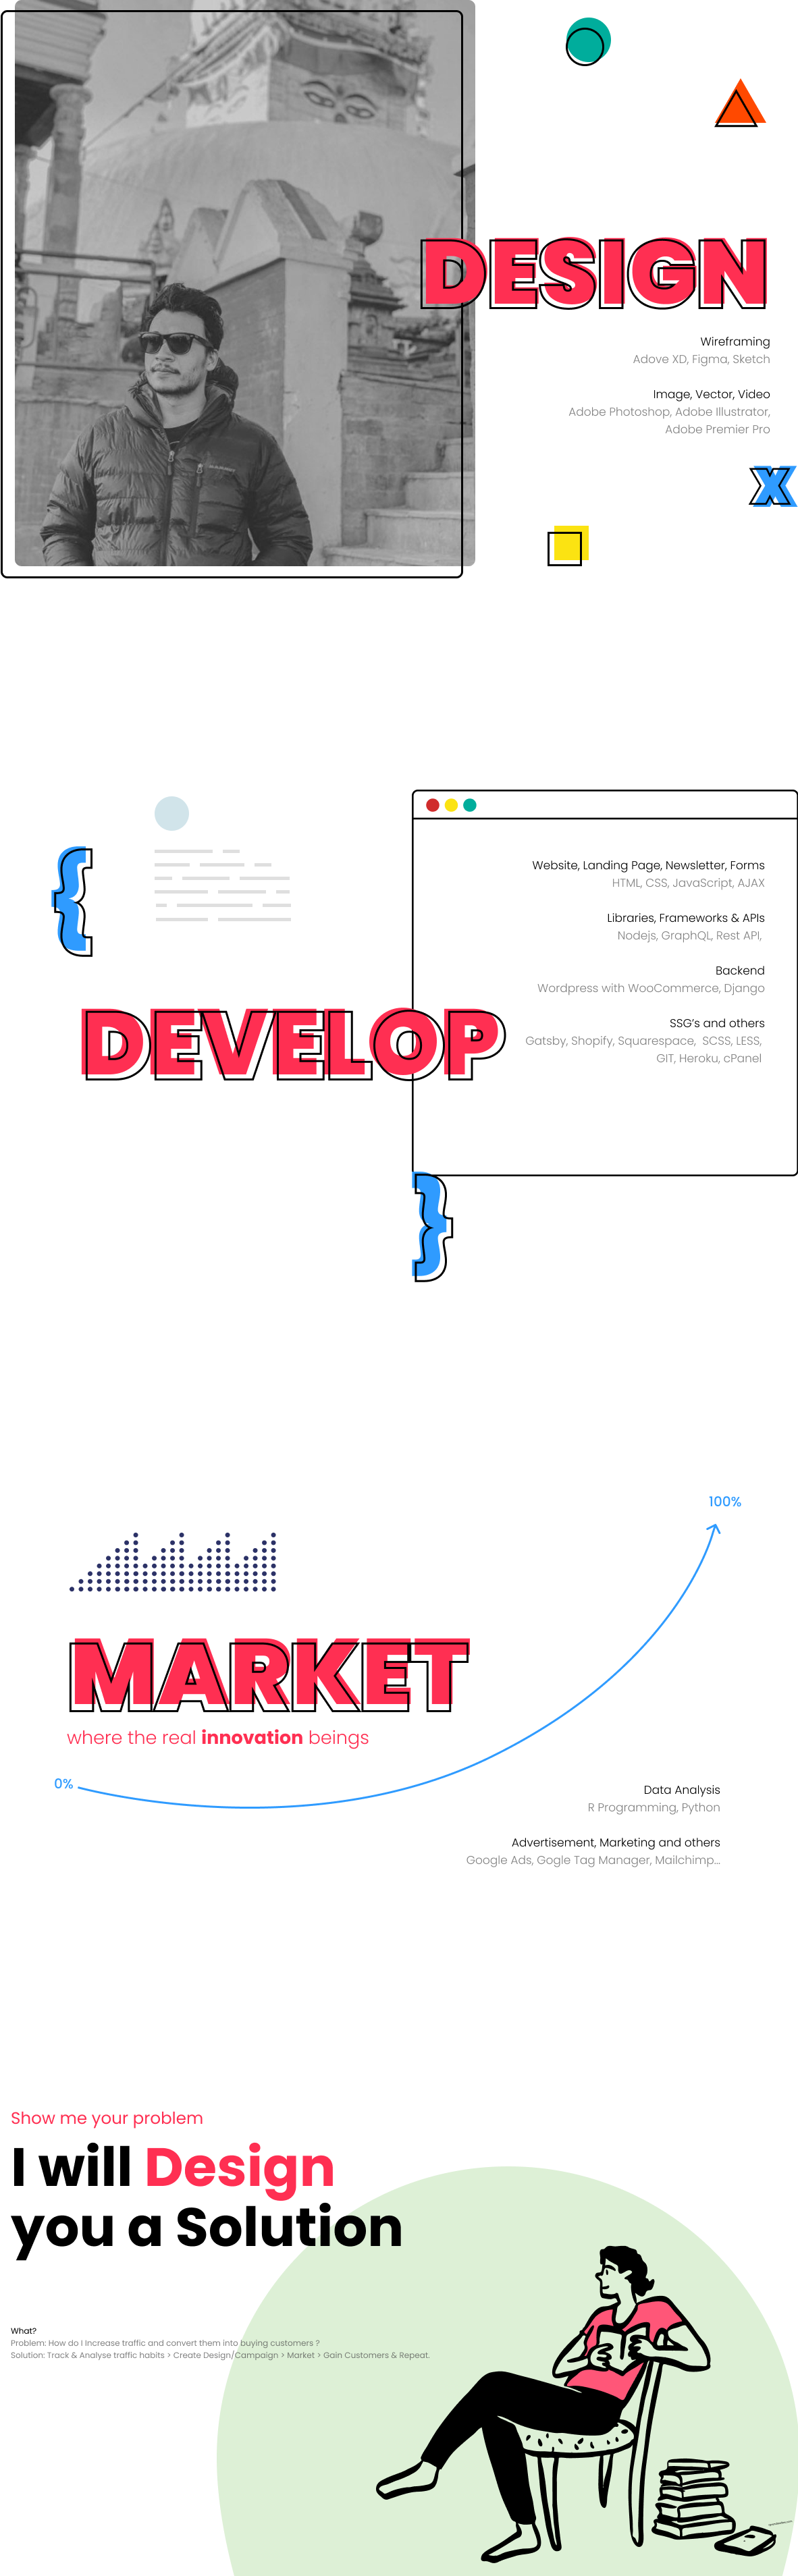 DESIGN
Wireframing
Adove XD, Figma, Sketch
Image, Vector, Video
Adobe Photoshop, Adobe Illustrator,
Adobe Premier Pro
X
{
Website, Landing Page, Newsletter, Forms
HTML, CSS, JavaScript, AJAX
Libraries, Frameworks & APIs
Nodejs, GraphQL, Rest API,
Backend
Wordpress with WooCommerce, Django
SSG’s and others
Gatsby, Shopify, Squarespace, SCSS, LESS,
GIT, Heroku, cPanel
DEVELOP
}
100%
MARKET
where the real innovation beings
0%
Data Analysis
R Programming, Python
Advertisement, Marketing and others
Google Ads, Gogle Tag Manager, Mailchimp...
Show me your problem
I will Design
you a Solution
What?
Problem: How do I Increase traffic and convert them into buying customers ?
Solution: Track & Analyse traffic habits > Create Design/Campaign > Market > Gain Customers & Repeat.